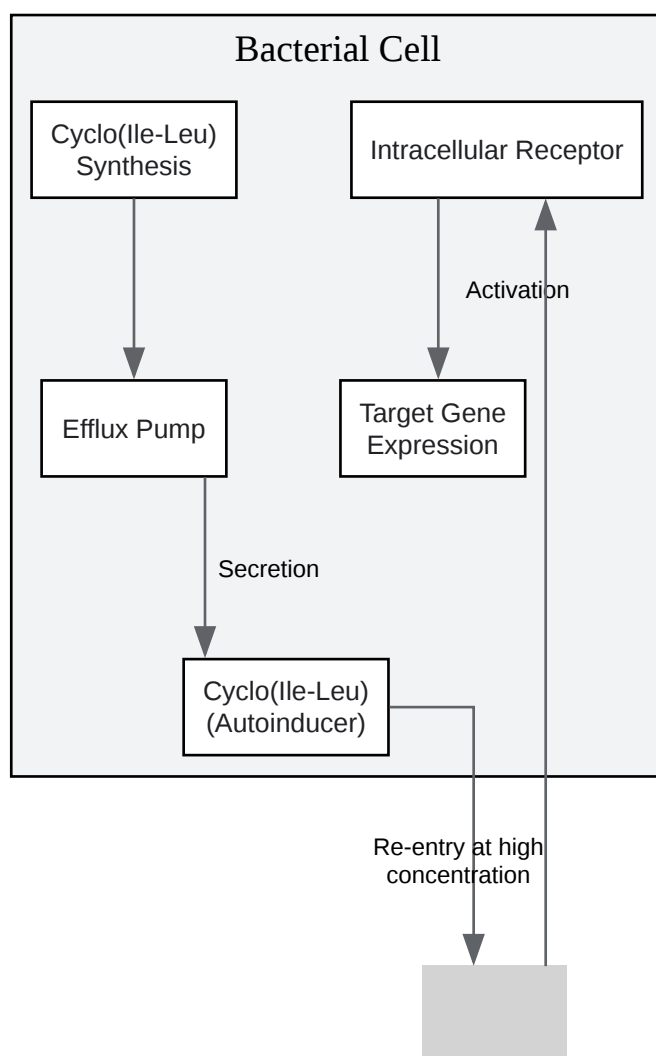 Bacterial Cell
Cyclo(Ile-Leu)
Synthesis
Intracellular Receptor
Activation
Efflux Pump
Target Gene
Expression
Secretion
Cyclo(Ile-Leu)
(Autoinducer)
Re-entry at high
concentration